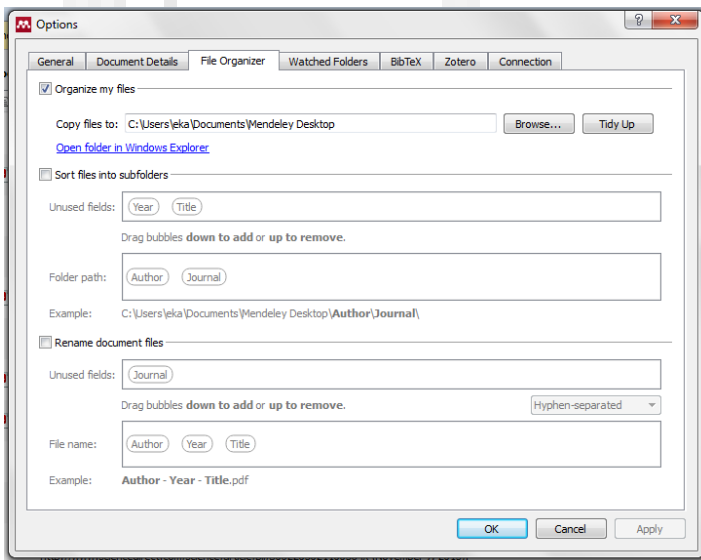 Options
General Document Details File Organizer Watched Folders BibTeX Zotero Connection
Organize my files
Copy files to: C:\Users\eka\Documents\Mendeley Desktop Browse... Tidy Up
Open folder in Windows Explorer
Sort files into subfolders
Unused fields: Year Title
Drag bubbles down to add or up to remove.
Folder path: Author Journal
Example: C:\Users\eka\Documents\Mendeley Desktop\Author\Journal\
Rename document files
Unused fields: Journal
Drag bubbles down to add or up to remove. Hyphen-separated
File name: Author Year Title
Example: Author - Year - Title.pdf
OK Cancel Apply